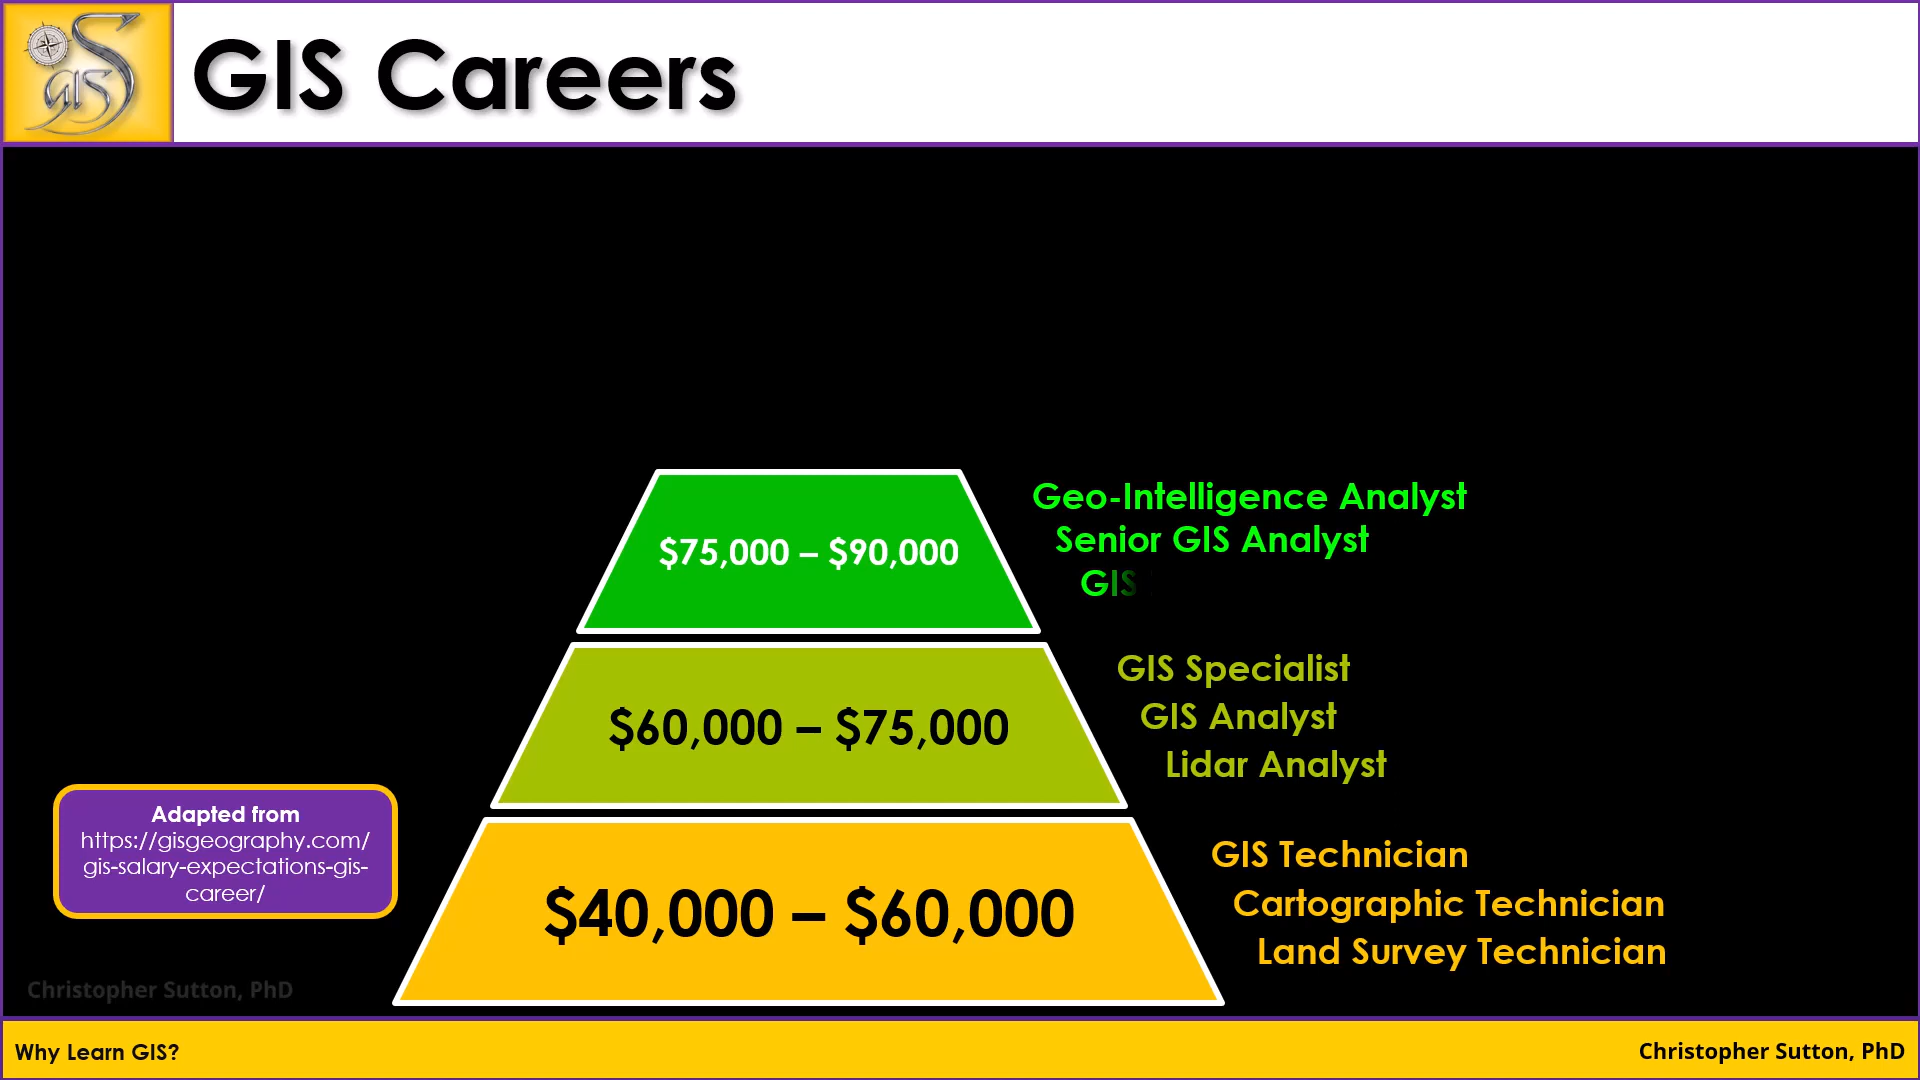 GIS
GIS Careers
$75,000 – $90,000
Geo-Intelligence Analyst
Senior GIS Analyst
GIS
$60,000 – $75,000
GIS Specialist
GIS Analyst
Lidar Analyst
Adapted from
https://gisgeography.com/
gis-salary-expectations-gis-
career/
$40,000 – $60,000
GIS Technician
Cartographic Technician
Land Survey Technician
Christopher Sutton, PhD
Why Learn GIS?
Christopher Sutton, PhD